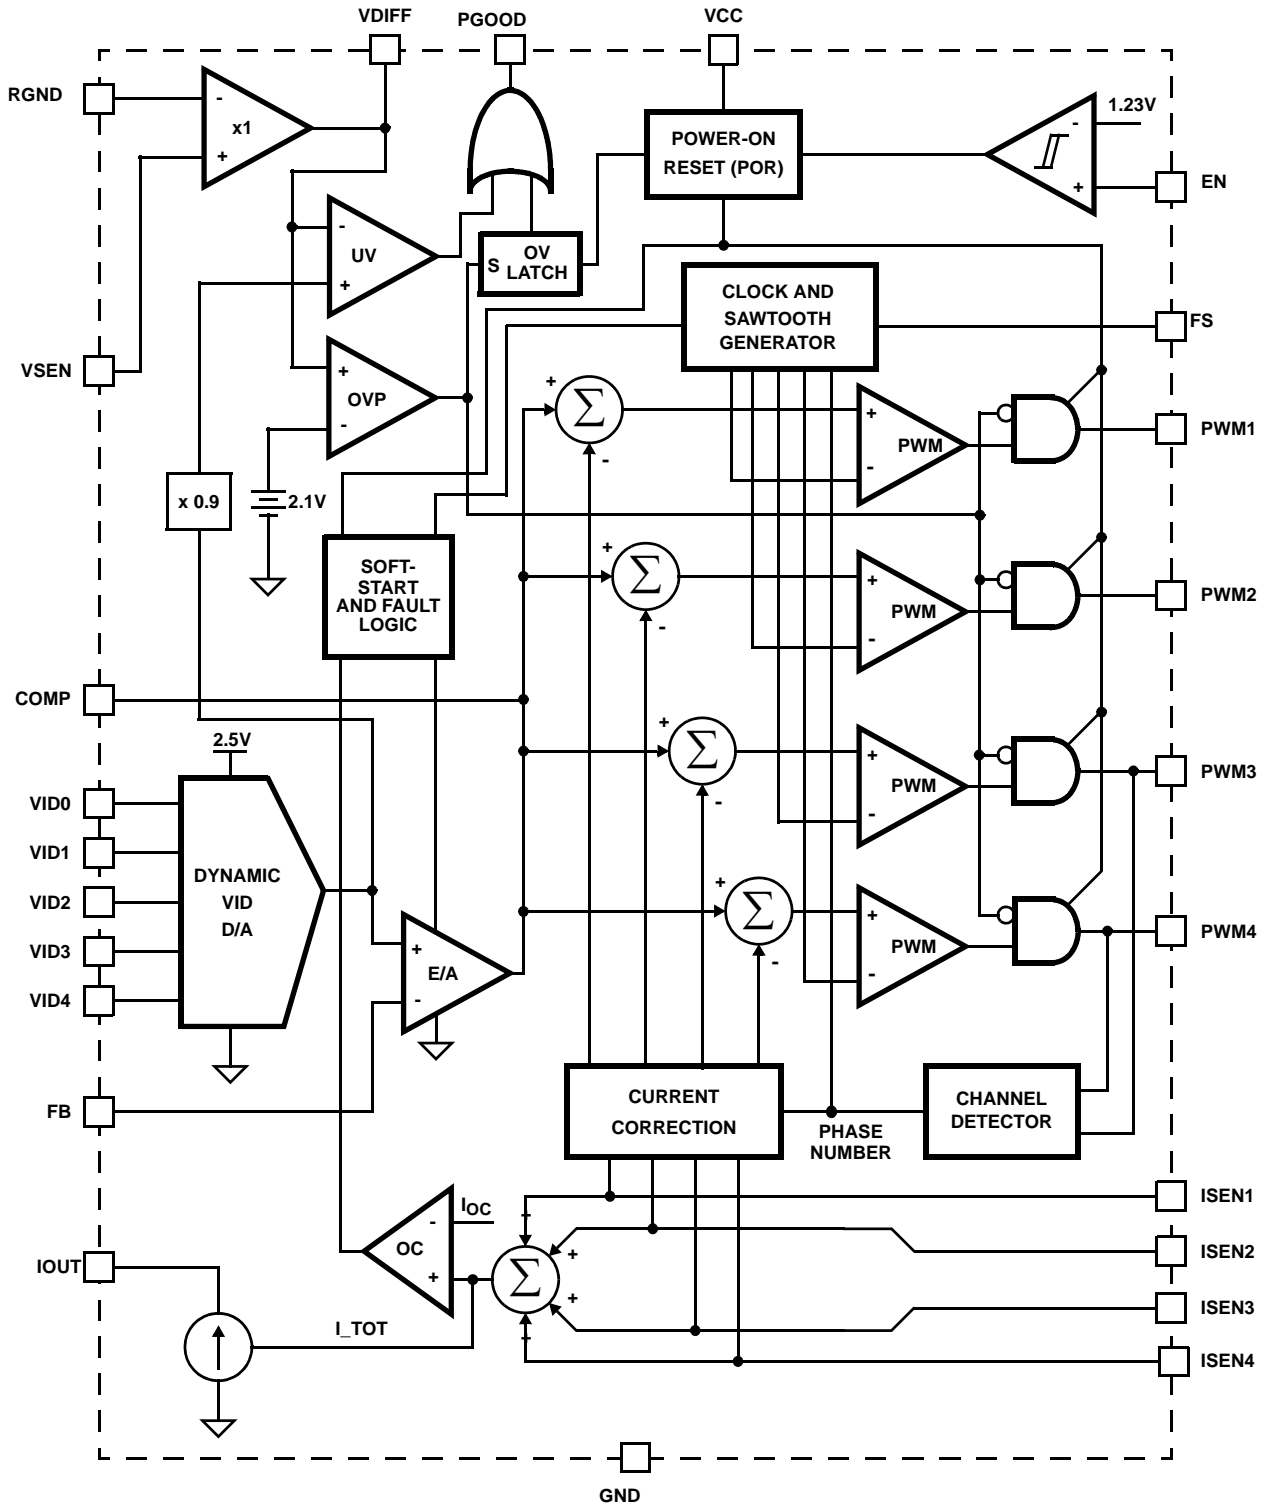 VDIFF
PGOOD
VCC
RGND
-
x1
+
POWER-ON
RESET (POR)
1.23V
-
+
EN
-
UV
+
S
OV
LATCH
CLOCK AND
SAWTOOTH
GENERATOR
FS
VSEN
+
OVP
-
+
Σ
-
+
PWM
-
PWM1
x 0.9
2.1V
SOFT-
START
AND FAULT
LOGIC
+
Σ
-
+
PWM
-
PWM2
COMP
2.5V
+
Σ
-
+
PWM
-
PWM3
VID0
VID1
VID2
VID3
VID4
DYNAMIC
VID
D/A
+
E/A
-
+
Σ
-
+
PWM
-
PWM4
FB
CURRENT
CORRECTION
PHASE
NUMBER
CHANNEL
DETECTOR
ISEN1
IOC
-
OC
+
+
+
Σ
+
+
ISEN2
IOUT
ISEN3
I_TOT
ISEN4
GND